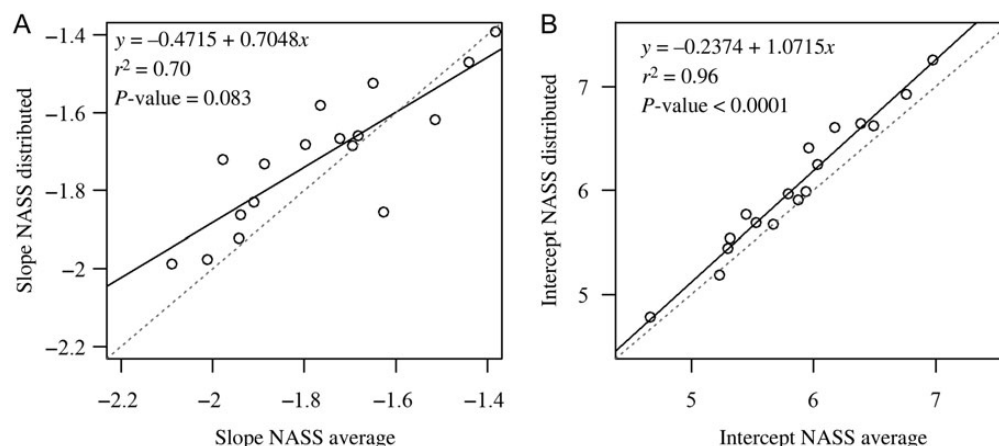 A
y = –0.4715 + 0.7048x
r² = 0.70
P-value = 0.083
–1.4
–1.6
–1.8
–2
–2.2
Slope NASS distributed
–2.2 –2 –1.8 –1.6 –1.4
Slope NASS average
B
y = –0.2374 + 1.0715x
r² = 0.96
P-value < 0.0001
7
6
5
Intercept NASS distributed
5 6 7
Intercept NASS average